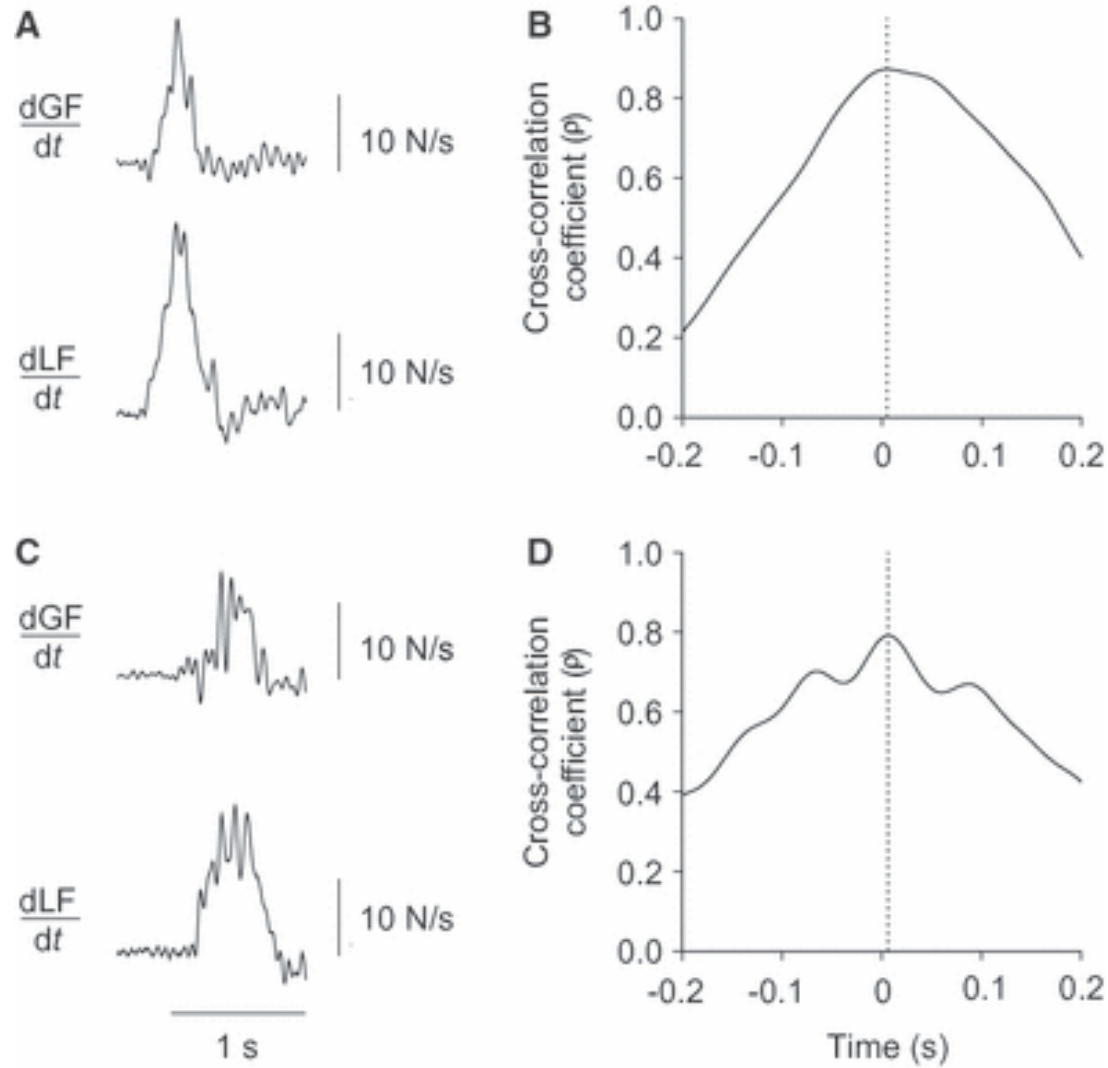 A
dGF
dt
10 N/s
dLF
dt
10 N/s
B
Cross-correlation
coefficient (ρ)
1.0
0.8
0.6
0.4
0.2
0.0
-0.2
-0.1
0
0.1
0.2
C
dGF
dt
10 N/s
dLF
dt
10 N/s
1 s
D
Cross-correlation
coefficient (ρ)
1.0
0.8
0.6
0.4
0.2
0.0
-0.2
-0.1
0
0.1
0.2
Time (s)